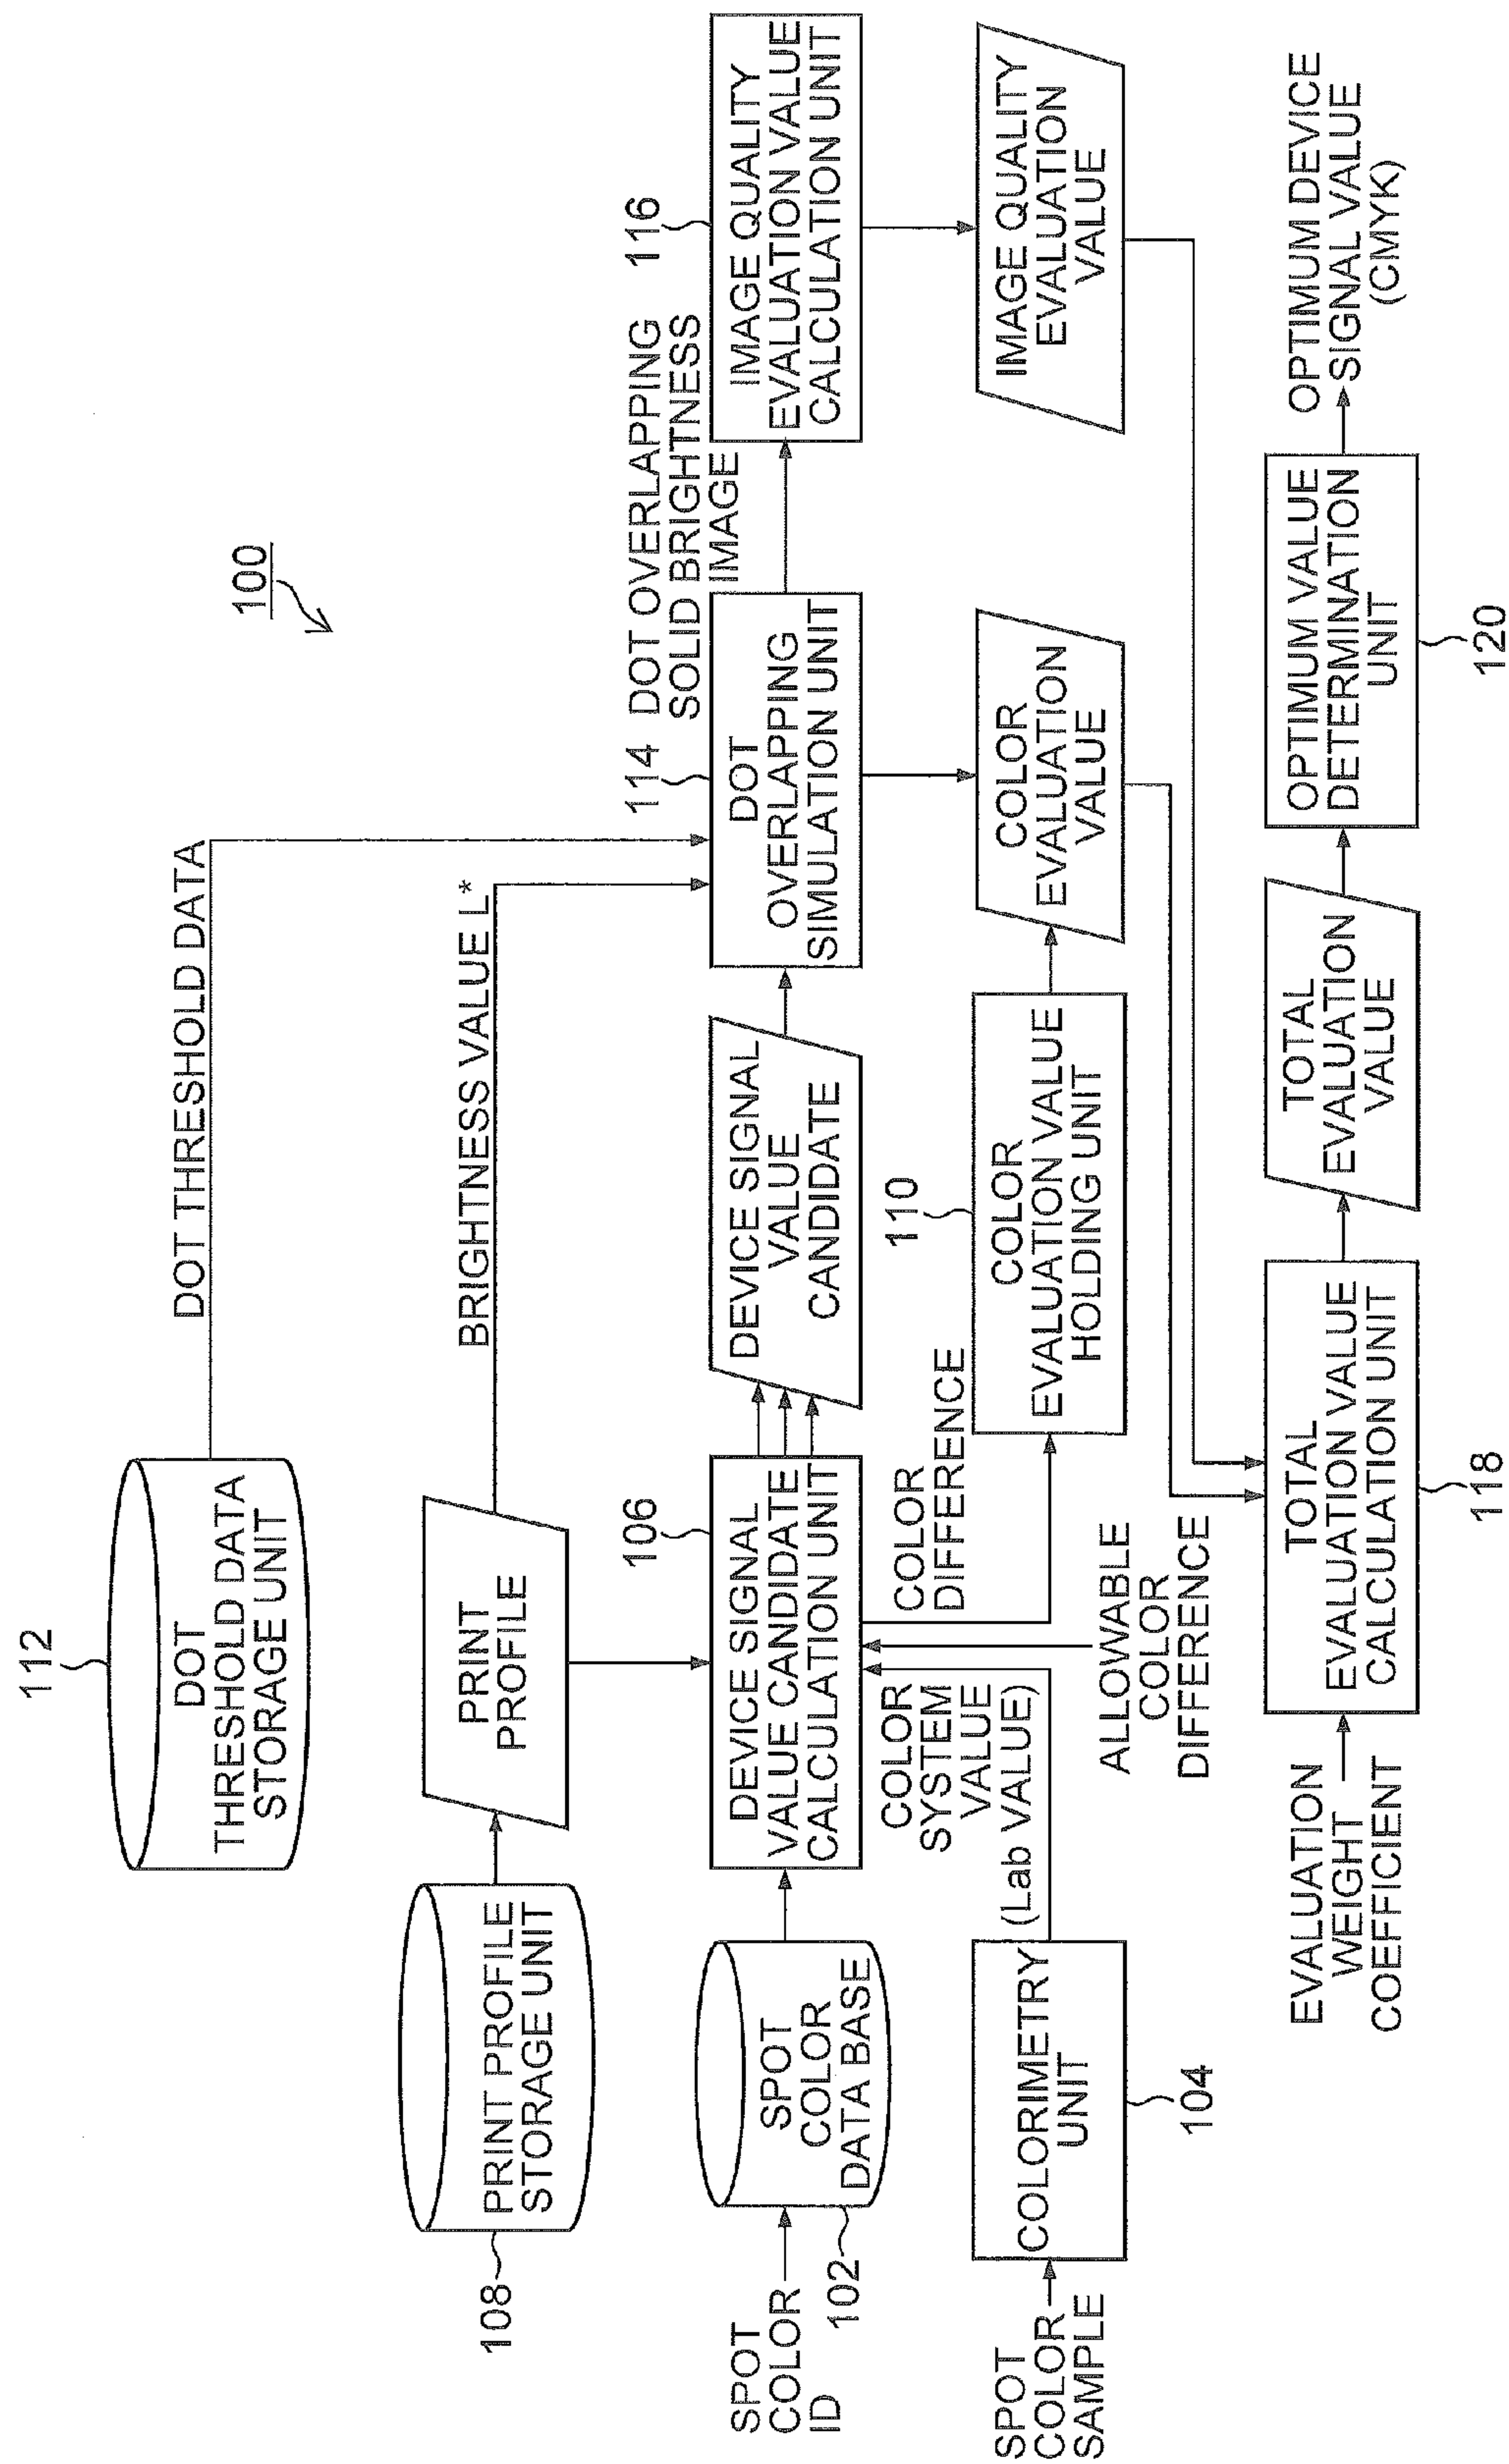 100
112
DOT
THRESHOLD DATA
STORAGE UNIT
DOT THRESHOLD DATA
108
PRINT PROFILE
STORAGE UNIT
PRINT
PROFILE
BRIGHTNESS VALUE L*
SPOT
COLOR
ID
102
SPOT
COLOR
DATA BASE
106
DEVICE SIGNAL
VALUE CANDIDATE
CALCULATION UNIT
DEVICE SIGNAL
VALUE
CANDIDATE
114
DOT
OVERLAPPING
SIMULATION UNIT
DOT OVERLAPPING
SOLID BRIGHTNESS
IMAGE
116
IMAGE QUALITY
EVALUATION VALUE
CALCULATION UNIT
SPOT
COLOR
SAMPLE
COLORIMETRY
UNIT
104
COLOR
SYSTEM
VALUE
(Lab VALUE)
ALLOWABLE
COLOR
DIFFERENCE
COLOR
DIFFERENCE
110
COLOR
EVALUATION VALUE
HOLDING UNIT
COLOR
EVALUATION
VALUE
IMAGE QUALITY
EVALUATION
VALUE
EVALUATION
WEIGHT
COEFFICIENT
TOTAL
EVALUATION VALUE
CALCULATION UNIT
118
TOTAL
EVALUATION
VALUE
OPTIMUM VALUE
DETERMINATION
UNIT
120
OPTIMUM DEVICE
SIGNAL VALUE
(CMYK)